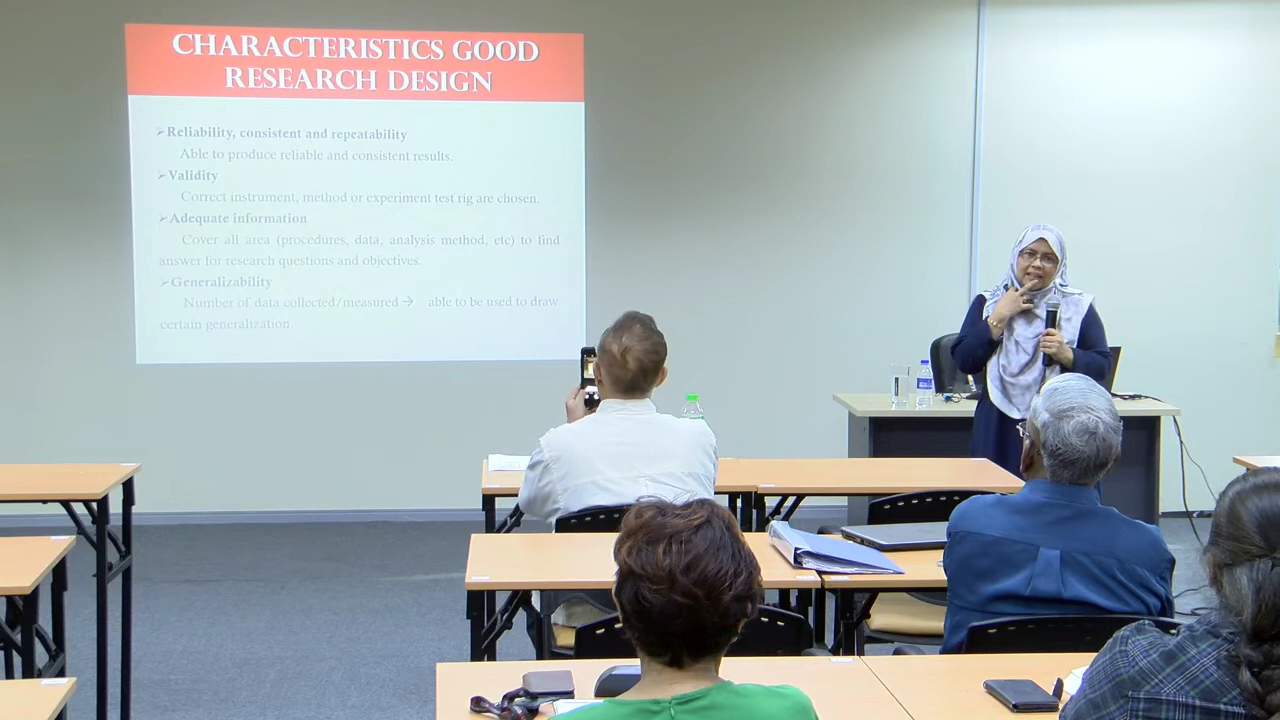 CHARACTERISTICS GOOD
RESEARCH DESIGN
➢Reliability, consistent and repeatability
Able to produce reliable and consistent results.
➢Validity
Correct instrument, method or experiment test rig are chosen.
➢Adequate information
Cover all area (procedures, data, analysis method, etc) to find
answer for research questions and objectives.
➢Generalizability
Number of data collected/matured → able to be used to draw
certain generalization.